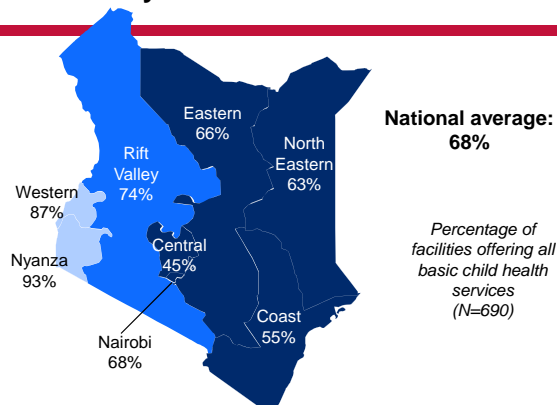 Eastern
66%
National average:
68%
North
Eastern
63%
Rift
Valley
74%
Western
87%
Percentage of
facilities offering all
basic child health
services
(N=690)
Central
45%
Nyanza
93%
Coast
55%
Nairobi
68%